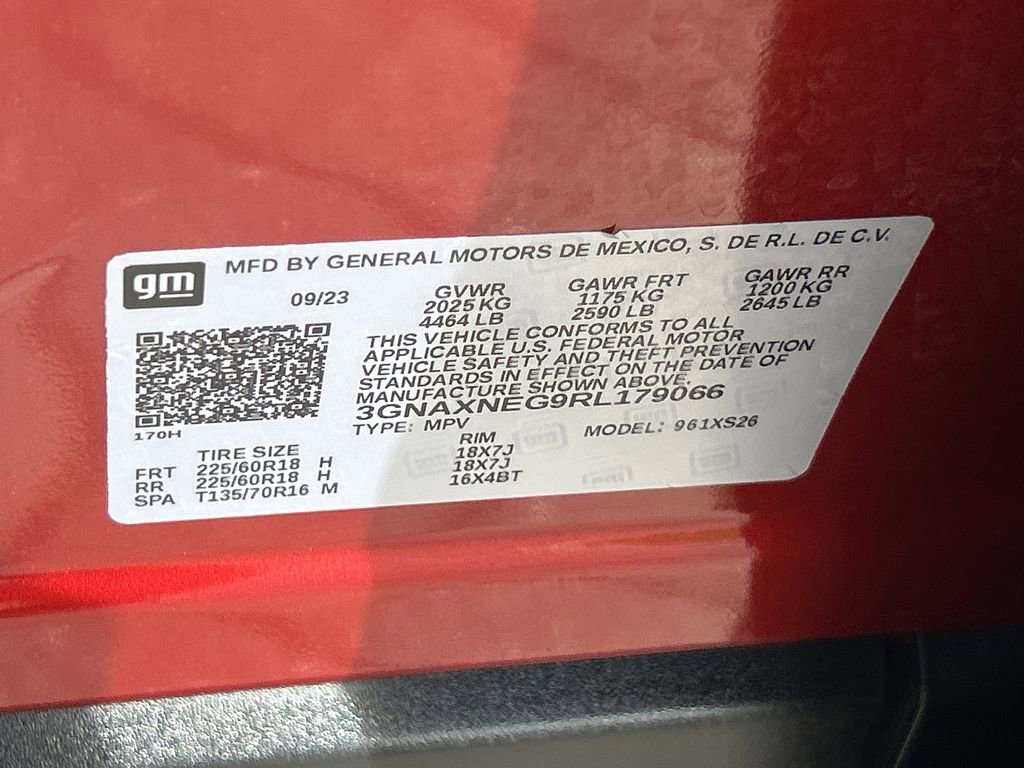 gm
MFD BY GENERAL MOTORS DE MEXICO, S. DE R.L. DE C.V.
09/23 GVWR GAWR FRT GAWR RR
2025 KG 1175 KG 1200 KG
4464 LB 2590 LB 2645 LB
THIS VEHICLE CONFORMS TO ALL
APPLICABLE U.S. FEDERAL MOTOR
VEHICLE SAFETY AND THEFT PREVENTION
STANDARDS IN EFFECT ON THE DATE OF
MANUFACTURE SHOWN ABOVE.
3GNAXNEG9RL179066
170H
TYPE: MPV MODEL: 961XS26
TIRE SIZE RIM
FRT 225/60R18 H 18X7J
RR 225/60R18 H 18X7J
SPA T135/70R16 M 16X4BT